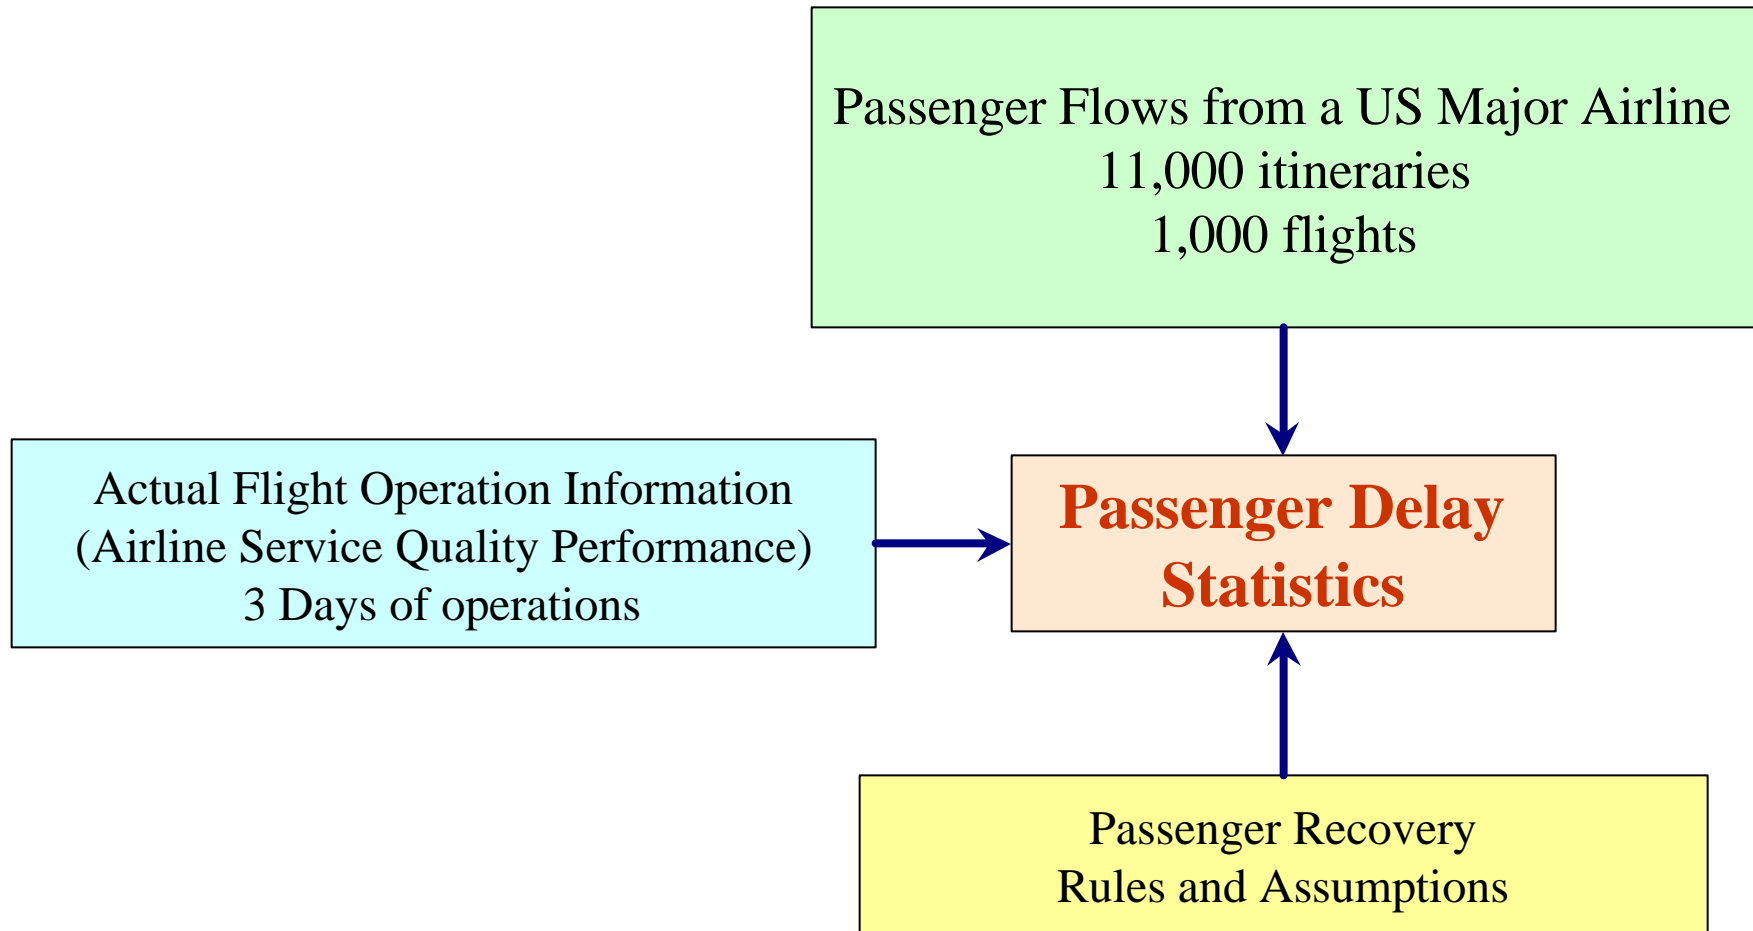 Passenger Flows from a US Major Airline
11,000 itineraries
1,000 flights
Actual Flight Operation Information
(Airline Service Quality Performance)
3 Days of operations
Passenger Delay
Statistics
Passenger Recovery
Rules and Assumptions